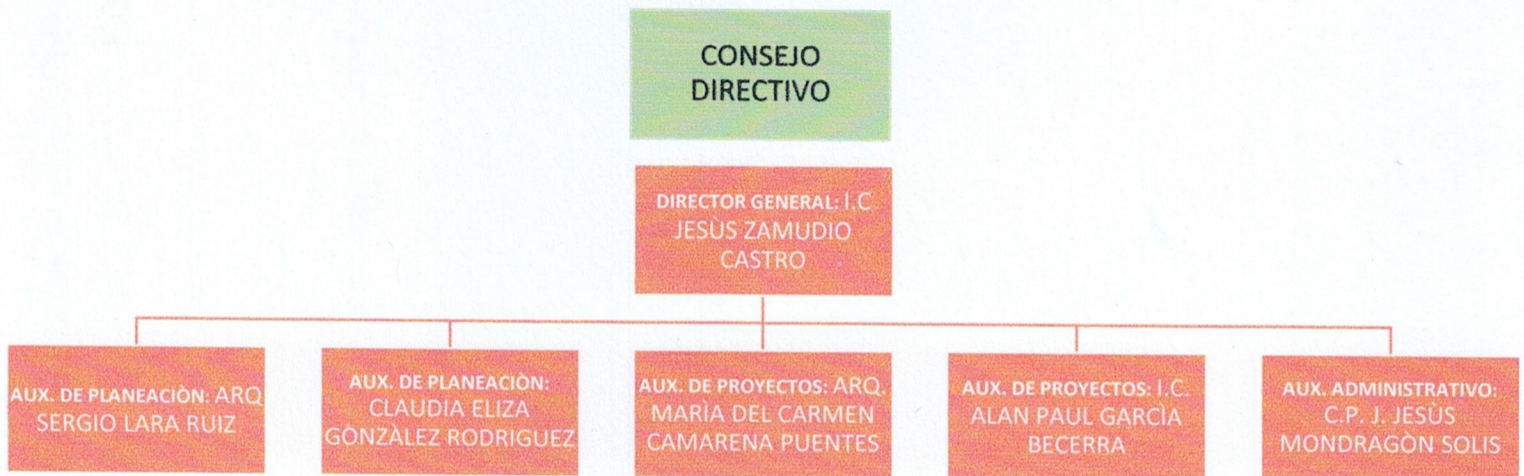 CONSEJO
DIRECTIVO
DIRECTOR GENERAL: I.C
JESÙS ZAMUDIO
CASTRO
AUX. DE PLANEACIÒN: ARQ
SERGIO LARA RUIZ
AUX. DE PLANEACIÒN:
CLAUDIA ELIZA
GONZÀLEZ RODRIGUEZ
AUX. DE PROYECTOS: ARQ.
MARÌA DEL CARMEN
CAMARENA PUENTES
AUX. DE PROYECTOS: I.C.
ALAN PAUL GARCÌA
BECERRA
AUX. ADMINISTRATIVO:
C.P. J. JESÙS
MONDRAGÒN SOLIS